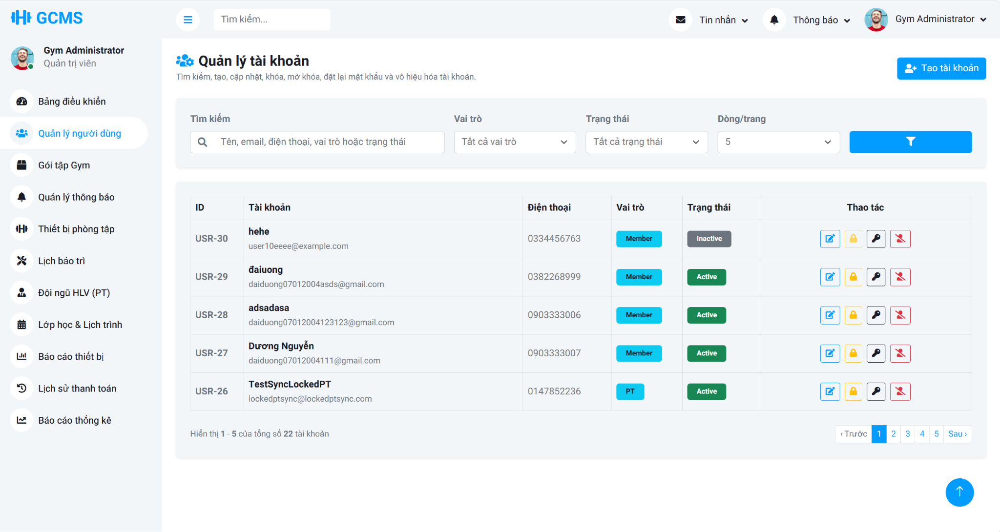 GCMS
Tìm kiếm...
Tin nhắn
Thông báo
Gym Administrator
Gym Administrator
Quản trị viên
Bảng điều khiển
Quản lý người dùng
Gói tập Gym
Quản lý thông báo
Thiết bị phòng tập
Lịch bảo trì
Đội ngũ HLV (PT)
Lớp học & Lịch trình
Báo cáo thiết bị
Lịch sử thanh toán
Báo cáo thống kê
Quản lý tài khoản
Tìm kiếm, tạo, cập nhật, khóa, mở khóa, đặt lại mật khẩu và vô hiệu hóa tài khoản.
Tạo tài khoản
Tìm kiếm Vai trò Trạng thái Dòng/trang
Tên, email, điện thoại, vai trò hoặc trạng thái Tất cả vai trò Tất cả trạng thái 5
ID Tài khoản Điện thoại Vai trò Trạng thái Thao tác
USR-30 hehe 0334456763 Member Inactive
user10eeee@example.com
USR-29 đaiuong 0382268999 Member Active
daiduong07012004asds@gmail.com
USR-28 adsadasa 0903333006 Member Active
daiduong07012004123123@gmail.com
USR-27 Dương Nguyễn 0903333007 Member Active
daiduong07012004111@gmail.com
USR-26 TestSyncLockedPT 0147852236 PT Active
lockedptsync@lockedptsync.com
Hiển thị 1 - 5 của tổng số 22 tài khoản
‹ Trước 1 2 3 4 5 Sau ›